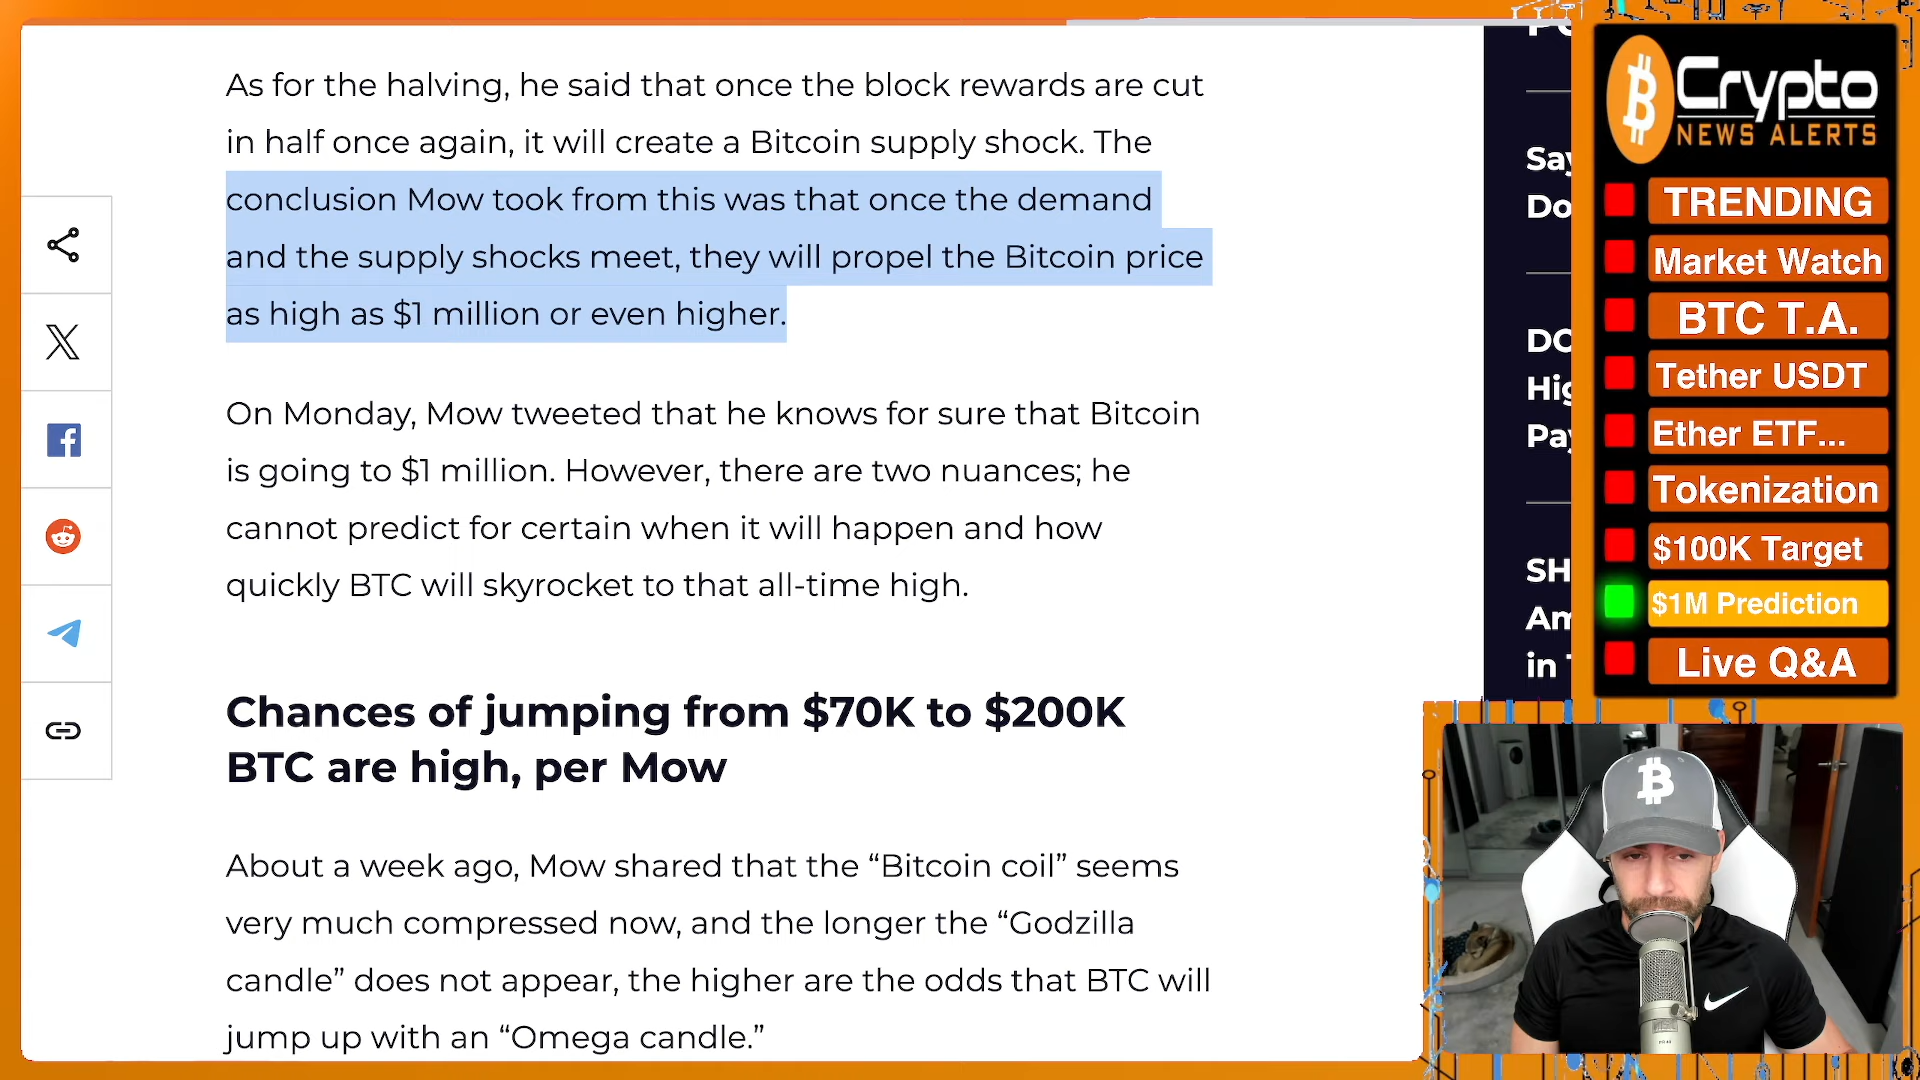 As for the halving, he said that once the block rewards are cut
in half once again, it will create a Bitcoin supply shock. The
conclusion Mow took from this was that once the demand
and the supply shocks meet, they will propel the Bitcoin price
as high as $1 million or even higher.
On Monday, Mow tweeted that he knows for sure that Bitcoin
is going to $1 million. However, there are two nuances; he
cannot predict for certain when it will happen and how
quickly BTC will skyrocket to that all-time high.
Chances of jumping from $70K to $200K
BTC are high, per Mow
About a week ago, Mow shared that the “Bitcoin coil” seems
very much compressed now, and the longer the “Godzilla
candle” does not appear, the higher are the odds that BTC will
jump up with an “Omega candle.”
Say
Do
Hig
Pay
SH
Am
in
Crypto
NEWS ALERTS
TRENDING
Market Watch
BTC T.A.
Tether USDT
Ether ETF...
Tokenization
$100K Target
$1M Prediction
Live Q&A